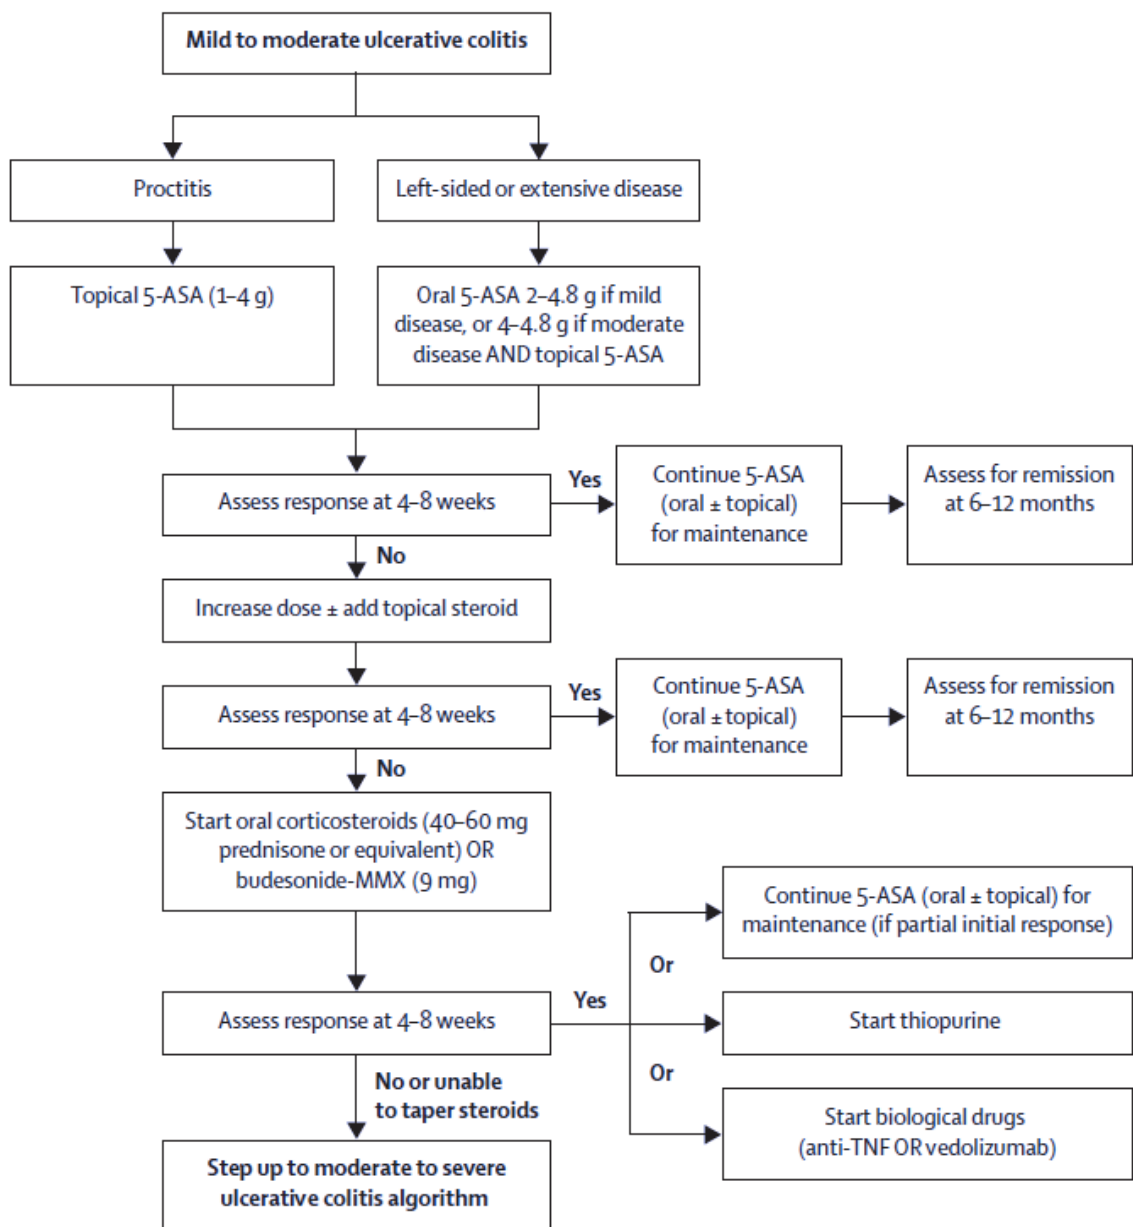 Mild to moderate ulcerative colitis
Proctitis
Left-sided or extensive disease
Topical 5-ASA (1–4 g)
Oral 5-ASA 2–4.8 g if mild
disease, or 4–4.8 g if moderate
disease AND topical 5-ASA
Assess response at 4–8 weeks
Yes
Continue 5-ASA
(oral ± topical)
for maintenance
Assess for remission
at 6–12 months
No
Increase dose ± add topical steroid
Assess response at 4–8 weeks
Yes
Continue 5-ASA
(oral ± topical)
for maintenance
Assess for remission
at 6–12 months
No
Start oral corticosteroids (40–60 mg
prednisone or equivalent) OR
budesonide-MMX (9 mg)
Assess response at 4–8 weeks
Yes
Continue 5-ASA (oral ± topical) for
maintenance (if partial initial response)
Or
Start thiopurine
Or
Start biological drugs
(anti-TNF OR vedolizumab)
No or unable
to taper steroids
Step up to moderate to severe
ulcerative colitis algorithm